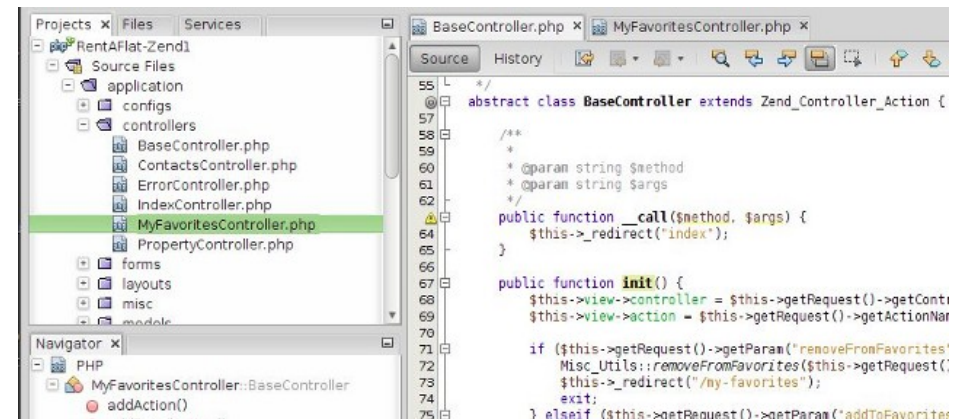 Projects × Files Services
RentAFlat-Zend1
Source Files
application
configs
controllers
BaseController.php
ContactsController.php
ErrorController.php
IndexController.php
MyFavoritesController.php
PropertyController.php
forms
layouts
misc
models
Navigator ×
PHP
MyFavoritesController::BaseController
addAction()
BaseController.php × MyFavoritesController.php ×
Source History
55 */
abstract class BaseController extends Zend_Controller_Action {
57
58 /**
59 *
60 * @param string $method
61 * @param string $args
62 */
public function __call($method, $args) {
64 $this->_redirect("index");
65 }
66
67 public function init() {
68 $this->view->controller = $this->getRequest()->getContr
69 $this->view->action = $this->getRequest()->getActionNam
70
71 if ($this->getRequest()->getParam("removeFromFavorites"
72 Misc_Utils::removeFromFavorites($this->getRequest()
73 $this->_redirect("/my-favorites");
74 exit;
75 } elseif ($this->getRequest()->getParam("addToFavorites